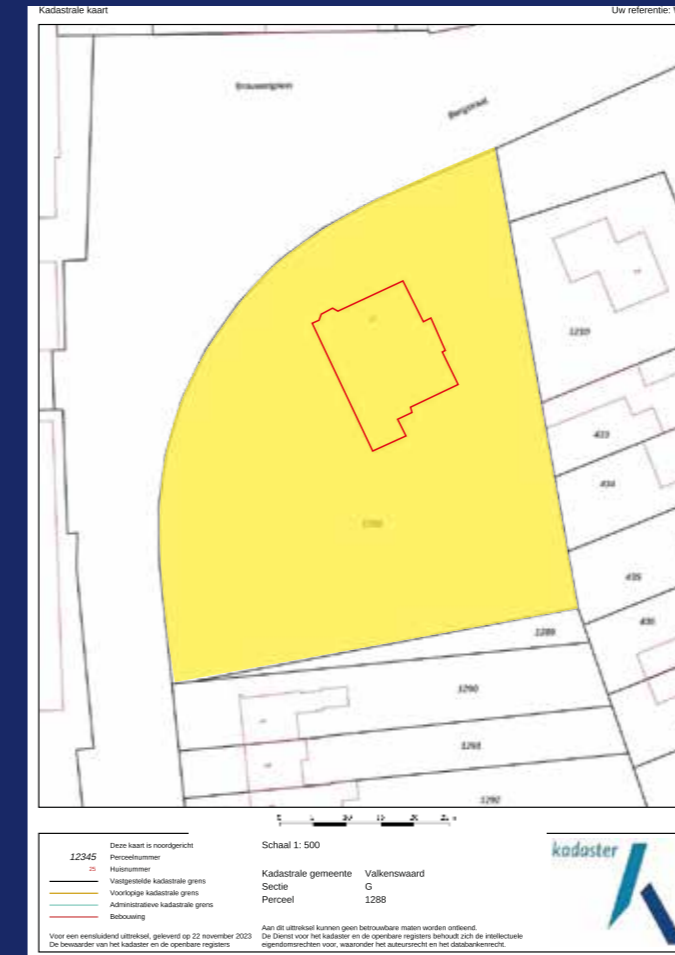 Kadastrale kaart
Uw referentie:
Brouwerijplein
Bergstraat
1239
433
434
1288
435
436
1289
1290
1291
1292
Deze kaart is noordgericht
12345 Perceelnummer
25 Huisnummer
Vastgestelde kadastrale grens
Voorlopige kadastrale grens
Administratieve kadastrale grens
Bebouwing
Voor een eensluidend uittreksel, geleverd op 22 november 2023
De bewaarder van het kadaster en de openbare registers
Schaal 1: 500
Kadastrale gemeente Valkenswaard
Sectie G
Perceel 1288
Aan dit uittreksel kunnen geen betrouwbare maten worden ontleend.
De Dienst voor het kadaster en de openbare registers behoudt zich de intellectuele
eigendomsrechten voor, waaronder het auteursrecht en het databankenrecht.
kadaster